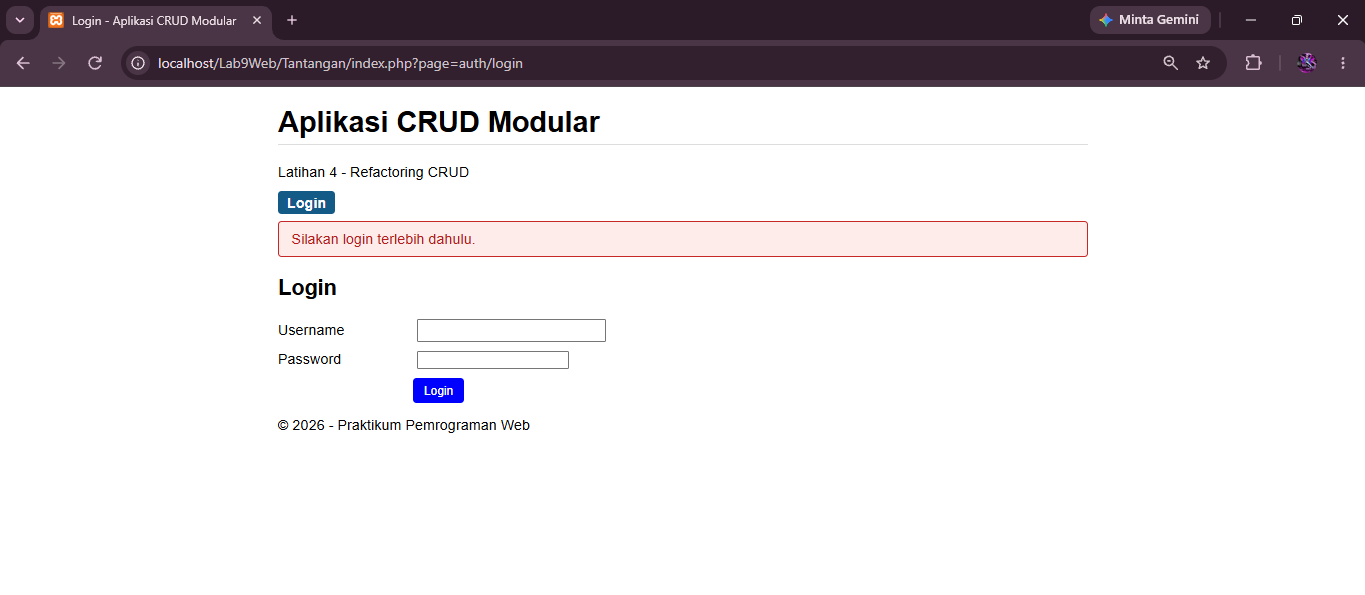 Login - Aplikasi CRUD Modular
Minta Gemini
localhost/Lab9Web/Tantangan/index.php?page=auth/login
Aplikasi CRUD Modular
Latihan 4 - Refactoring CRUD
Login
Silakan login terlebih dahulu.
Login
Username
Password
Login
© 2026 - Praktikum Pemrograman Web